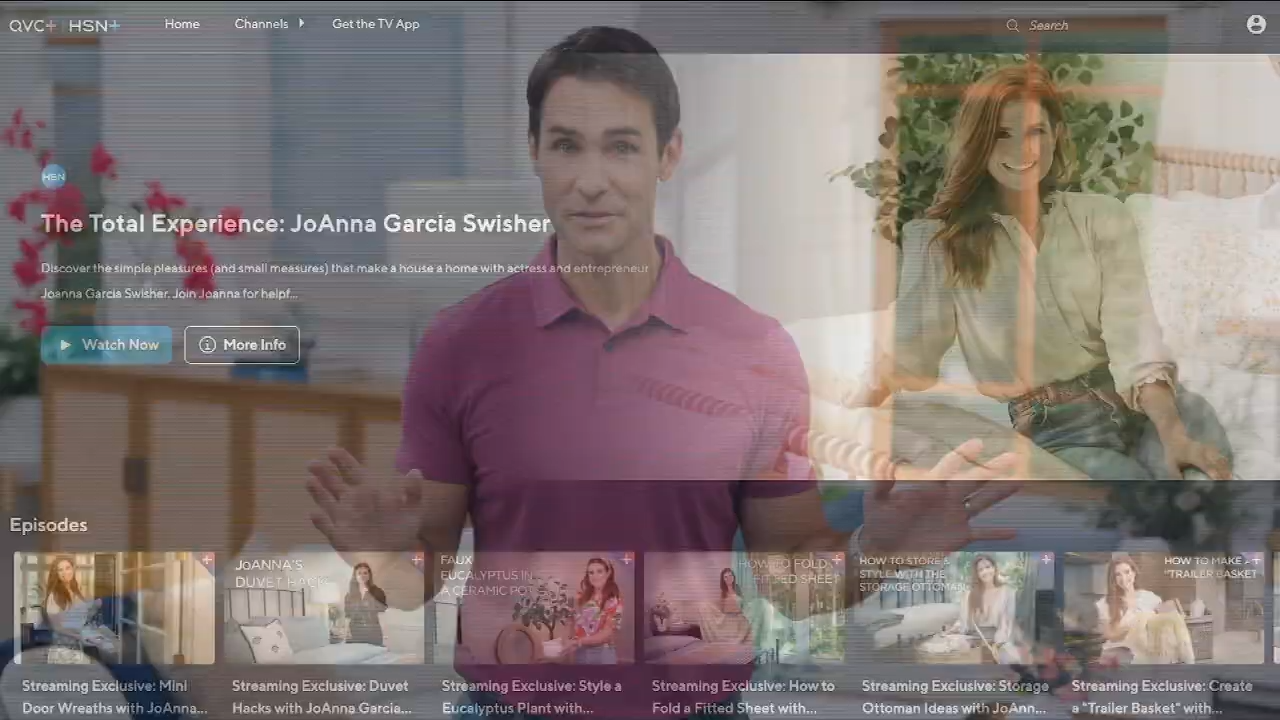 QVC+ HSN+
Home
Channels
Get the TV App
Search
HSN
The Total Experience: JoAnna Garcia Swisher
Discover the simple pleasures (and small measures) that make a house a home with actress and entrepreneur
Joanna Garcia Swisher. Join Joanna for helpf...
Watch Now
More Info
Episodes
JoANNA'S
DUVET HACK
FAUX
EUCALYPTUS IN
A CERAMIC POT
HOW TO FOLD A
FITTED SHEET
HOW TO STORE &
STYLE WITH THE
STORAGE OTTOMAN
HOW TO MAKE A
"TRAILER BASKET"
Streaming Exclusive: Mini
Door Wreaths with JoAnna...
Streaming Exclusive: Duvet
Hacks with JoAnna Garcia...
Streaming Exclusive: Style a
Eucalyptus Plant with...
Streaming Exclusive: How to
Fold a Fitted Sheet with...
Streaming Exclusive: Storage
Ottoman Ideas with JoAnn...
Streaming Exclusive: Create
a "Trailer Basket" with...